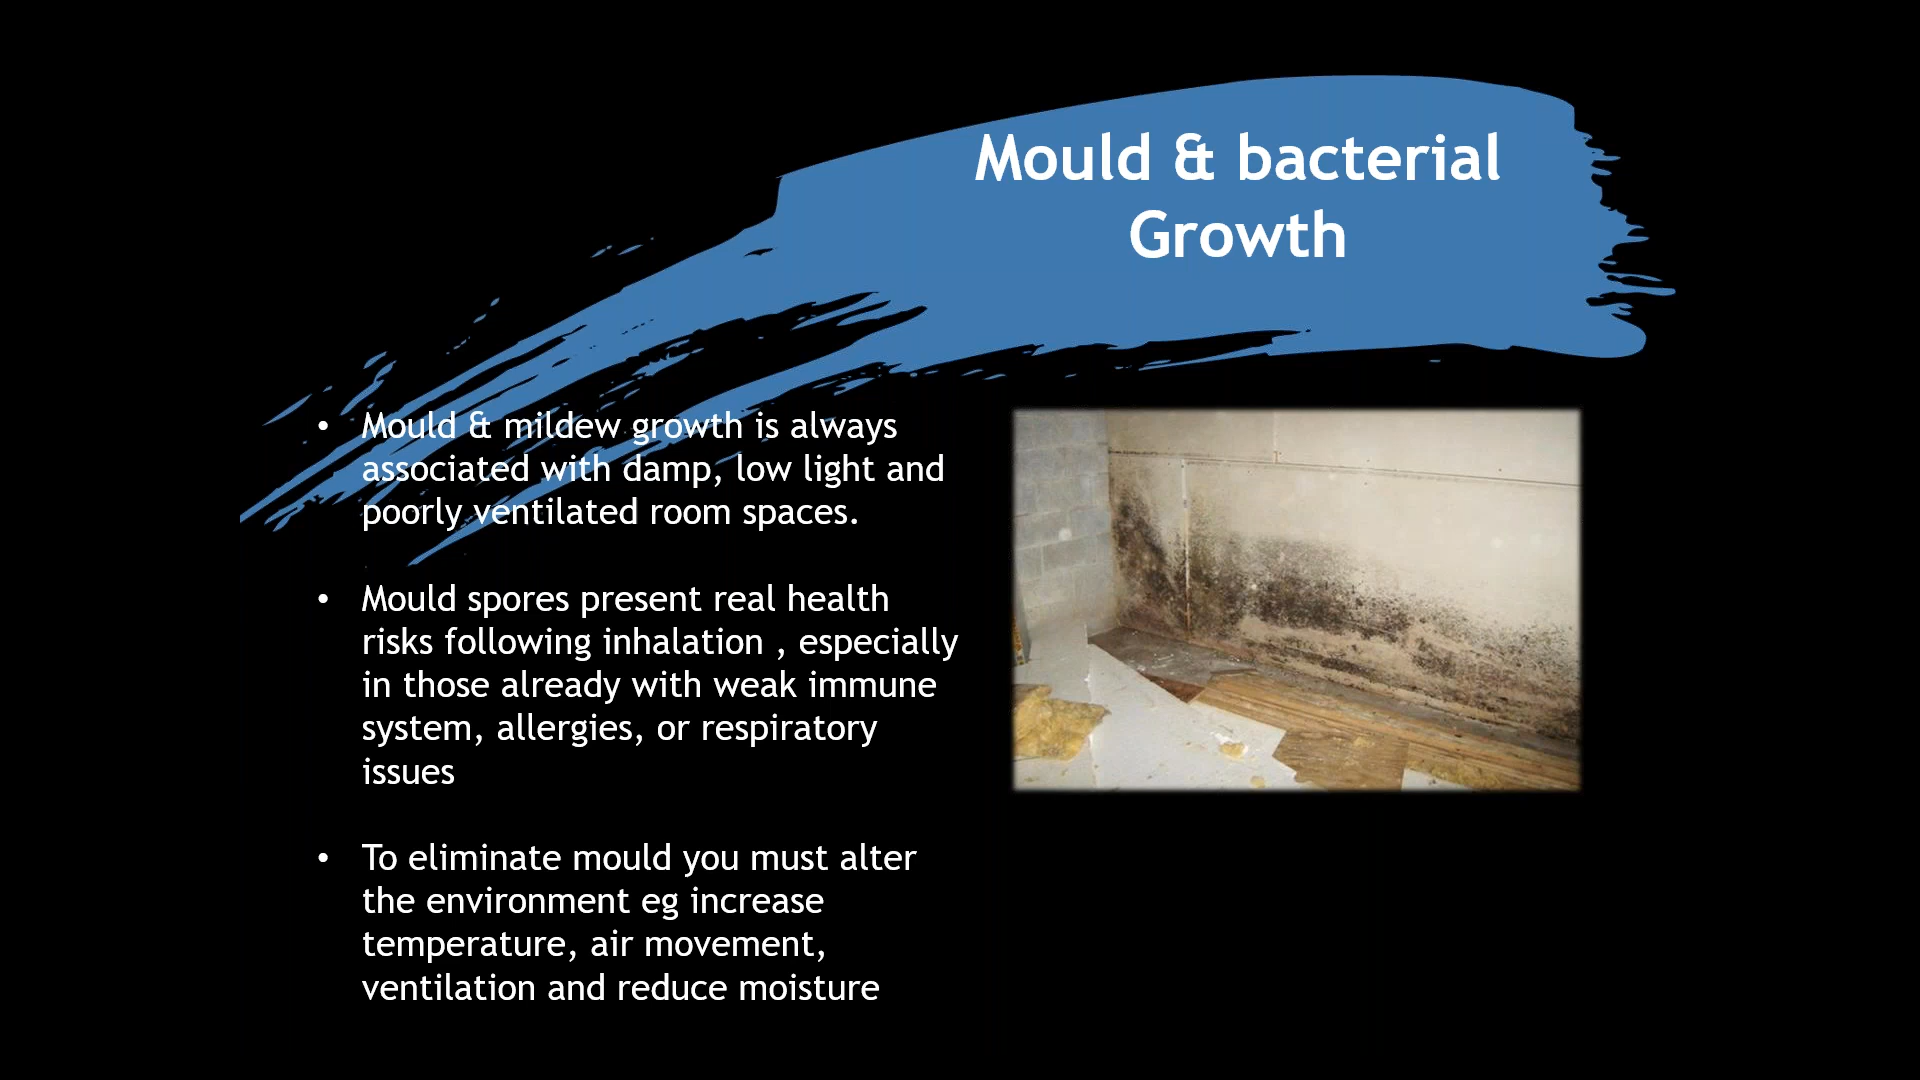 Mould & bacterial
Growth
• Mould & mildew growth is always
associated with damp, low light and
poorly ventilated room spaces.
• Mould spores present real health
risks following inhalation , especially
in those already with weak immune
system, allergies, or respiratory
issues
• To eliminate mould you must alter
the environment eg increase
temperature, air movement,
ventilation and reduce moisture